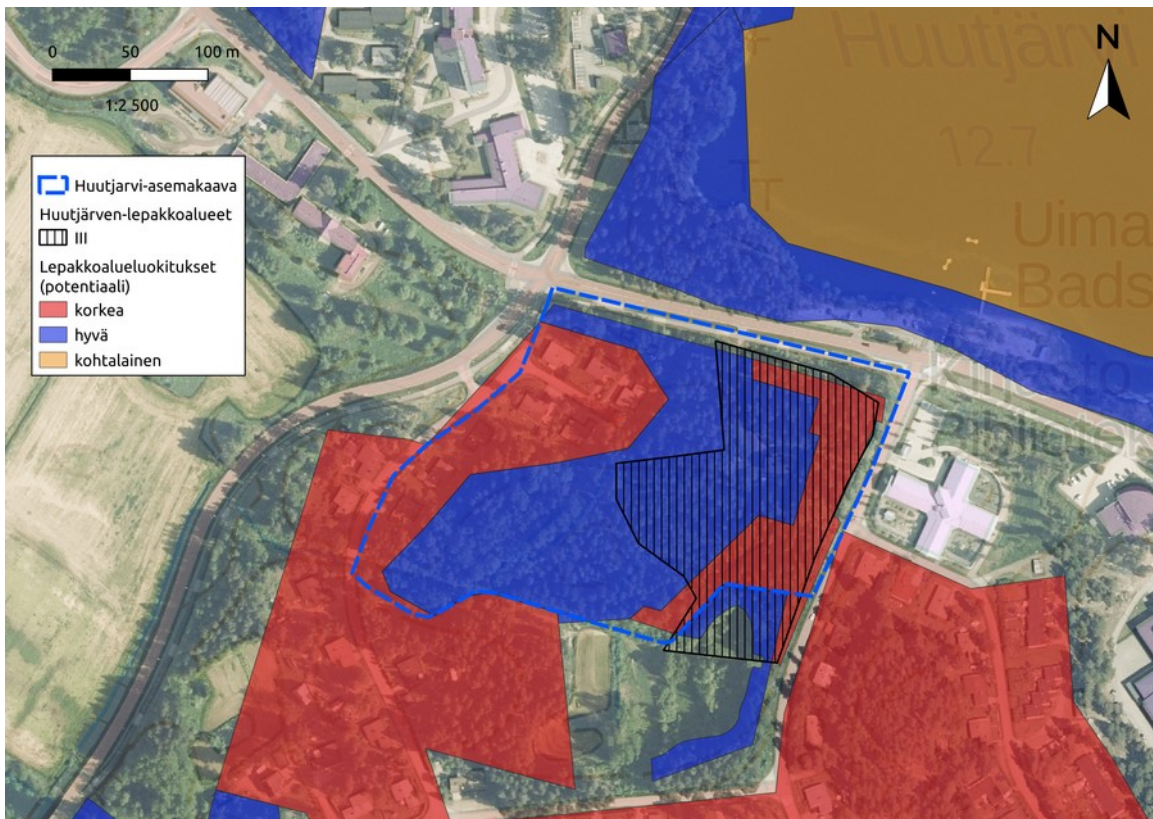 Huutjärvi
N
0 50 100 m
1:2 500
12.7
Huutjarvi-asemakaava
Huutjärven-lepakkoalueet
III
Lepakkoalueluokitukset
(potentiaali)
korkea
hyvä
kohtalainen
Uima
Bads